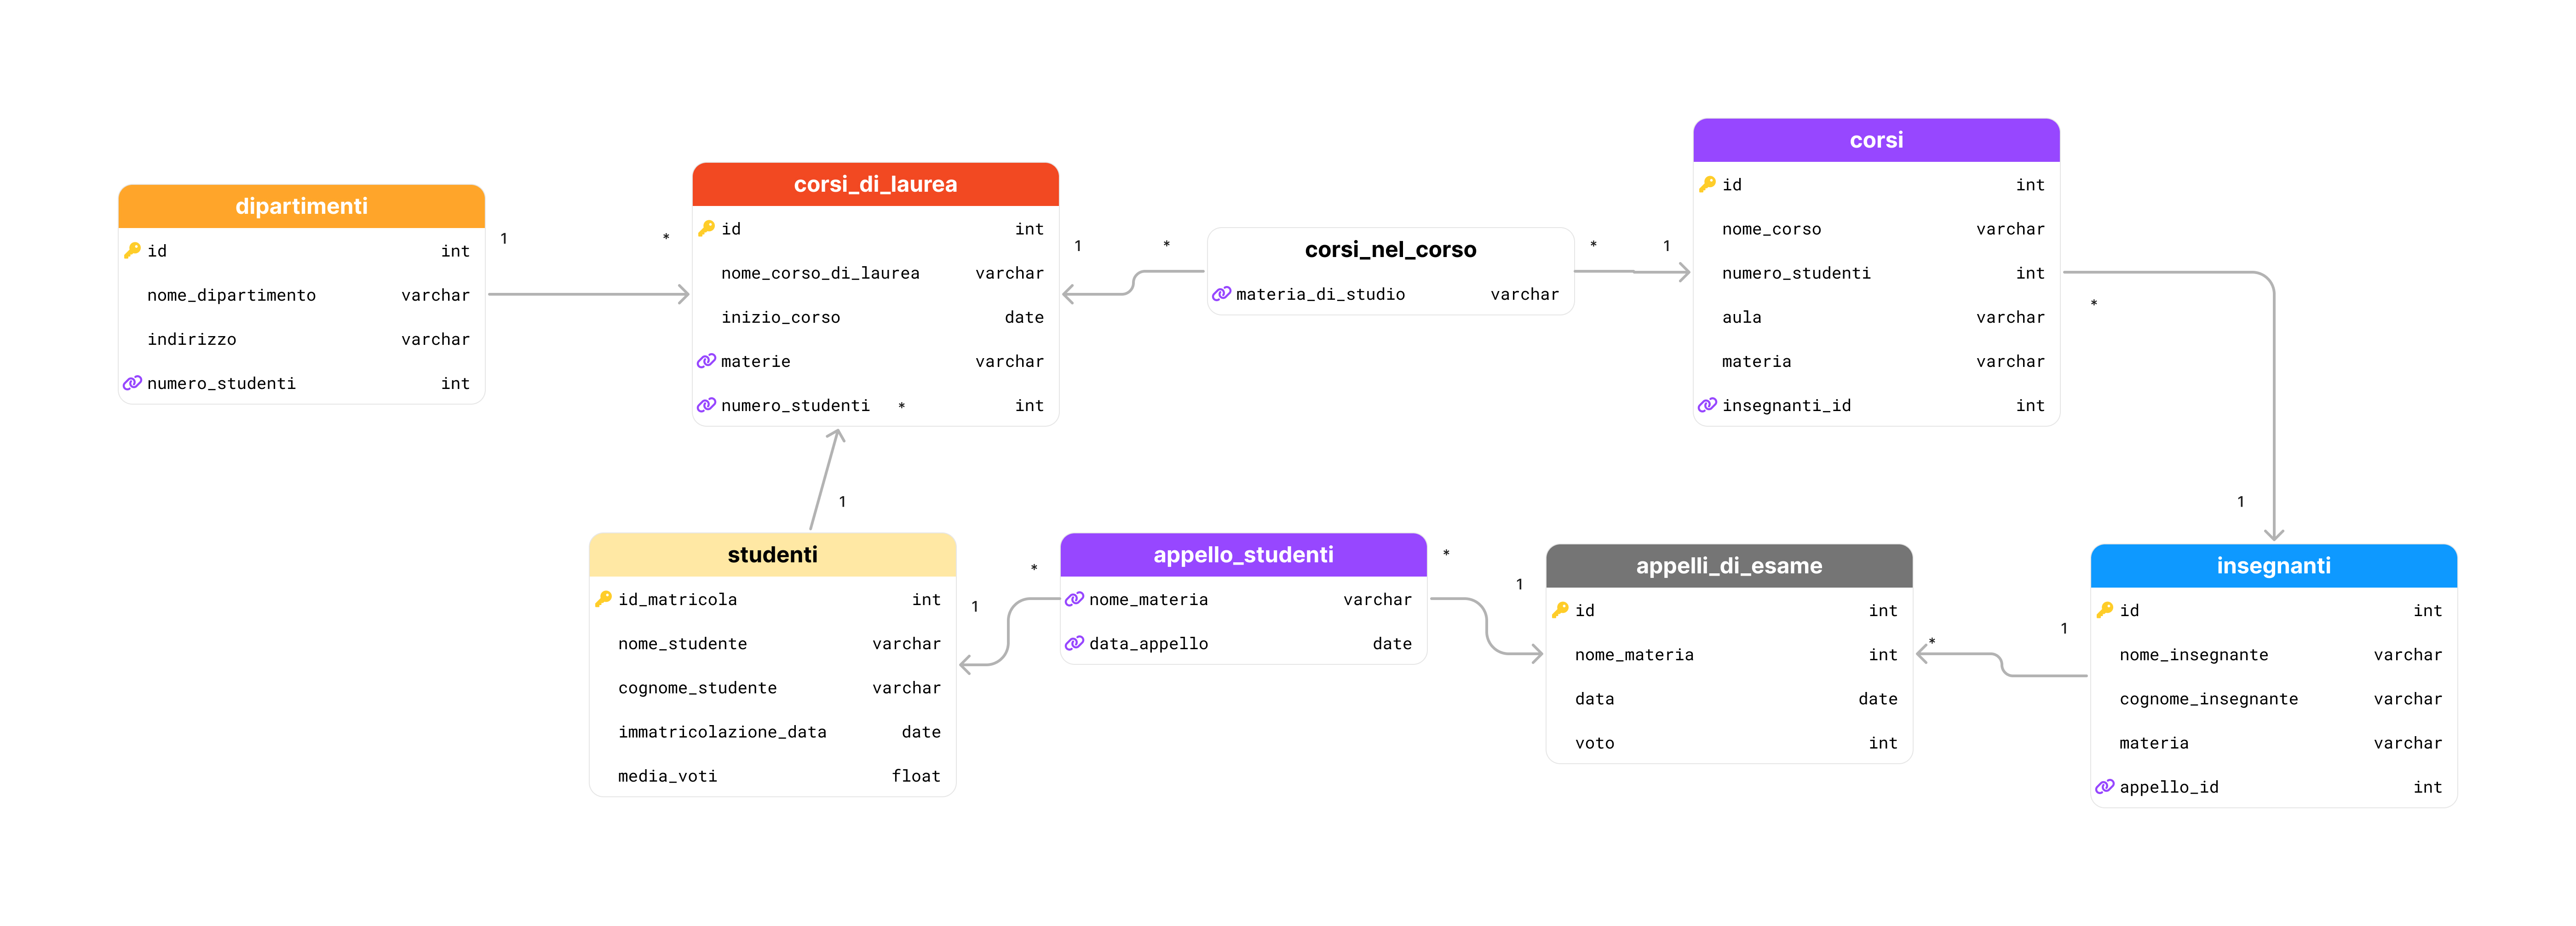 dipartimenti
id int
nome_dipartimento varchar
indirizzo varchar
numero_studenti int
1 *
corsi_di_laurea
id int
nome_corso_di_laurea varchar
inizio_corso date
materie varchar
numero_studenti * int
1 *
corsi_nel_corso
materia_di_studio varchar
* 1
corsi
id int
nome_corso varchar
numero_studenti int
aula varchar
materia varchar
insegnanti_id int
*
1
1
studenti
id_matricola int
nome_studente varchar
cognome_studente varchar
immatricolazione_data date
media_voti float
1 *
appello_studenti
nome_materia varchar
data_appello date
* 1
appelli_di_esame
id int
nome_materia int
data date
voto int
* 1
insegnanti
id int
nome_insegnante varchar
cognome_insegnante varchar
materia varchar
appello_id int